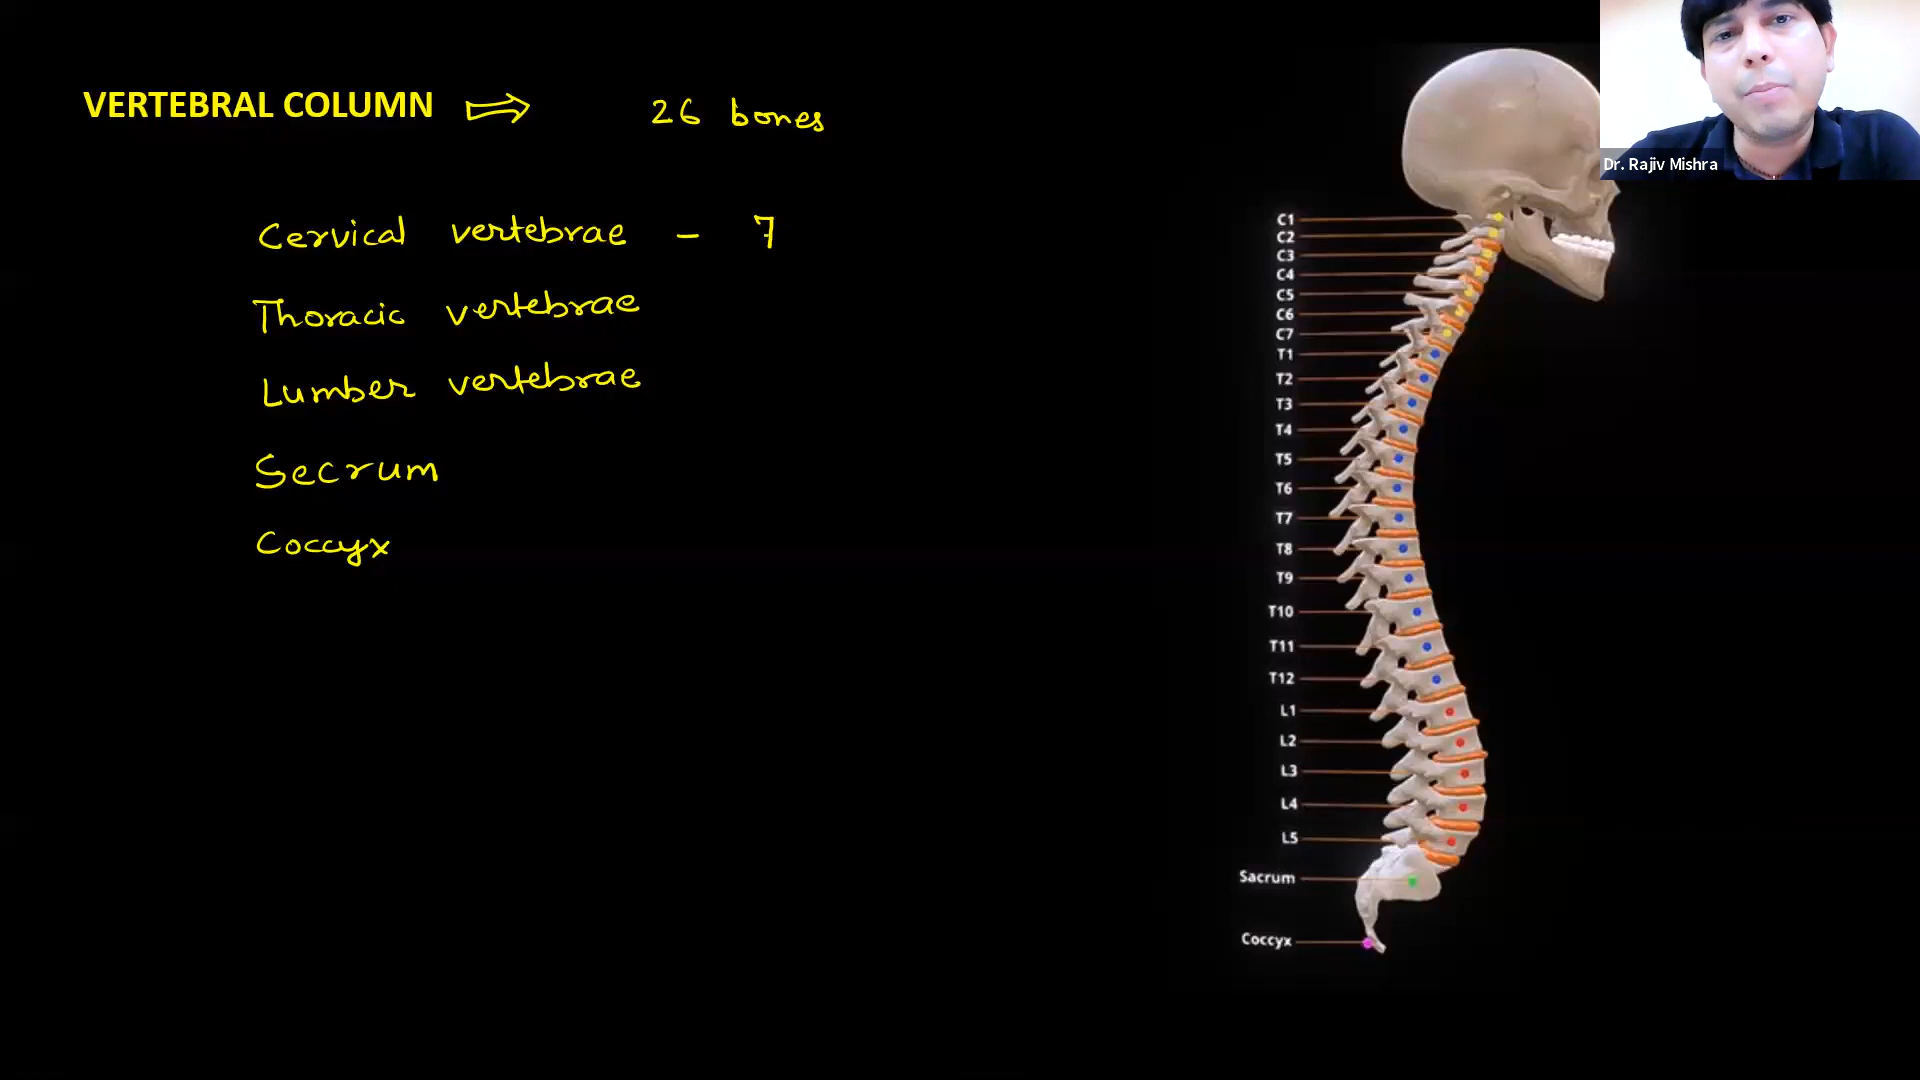 VERTEBRAL COLUMN ⇒ 26 bones
Cervical vertebrae - 7
Thoracic vertebrae
Lumber vertebrae
Secrum
Coccyx
Dr. Rajiv Mishra
C1
C2
C3
C4
C5
C6
C7
T1
T2
T3
T4
T5
T6
T7
T8
T9
T10
T11
T12
L1
L2
L3
L4
L5
Sacrum
Coccyx